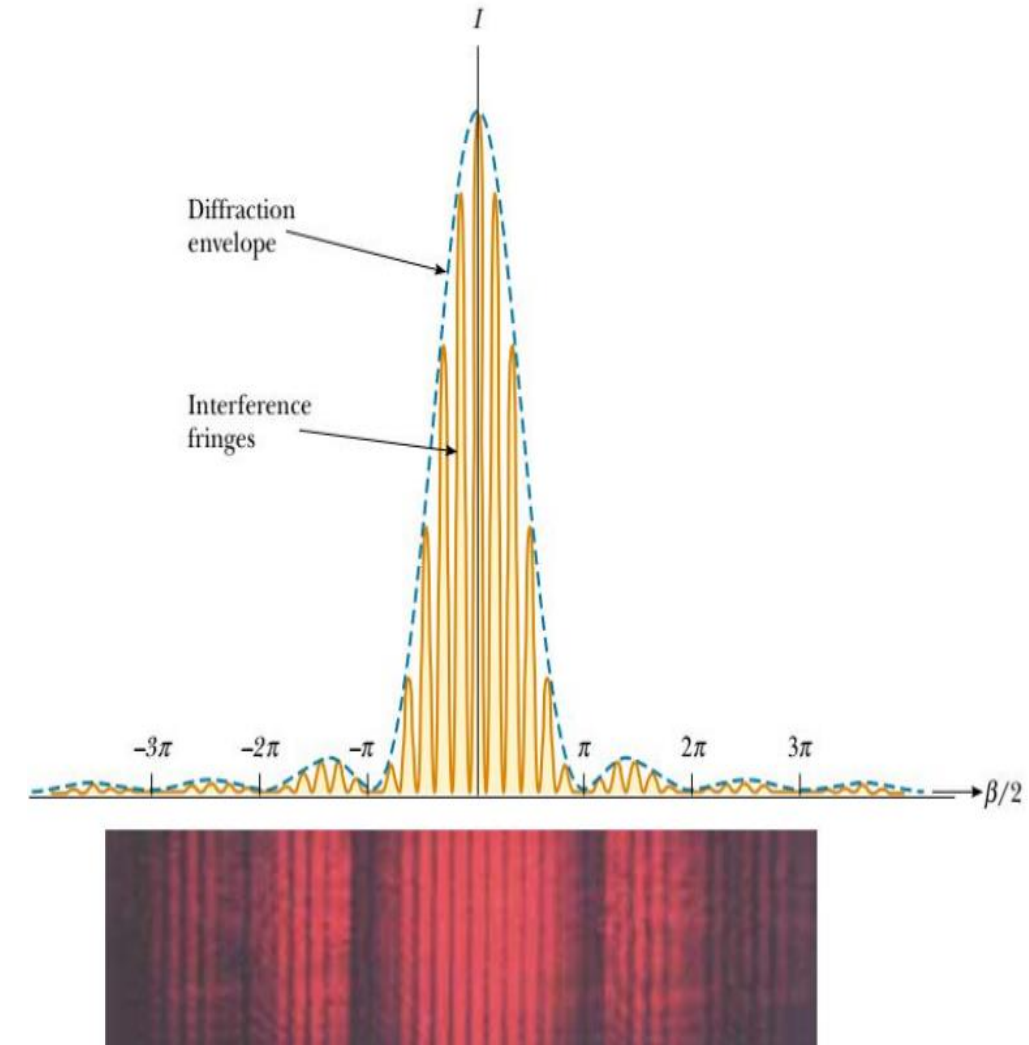 I
Diffraction
envelope
Interference
fringes
–3π –2π –π π 2π 3π
β/2